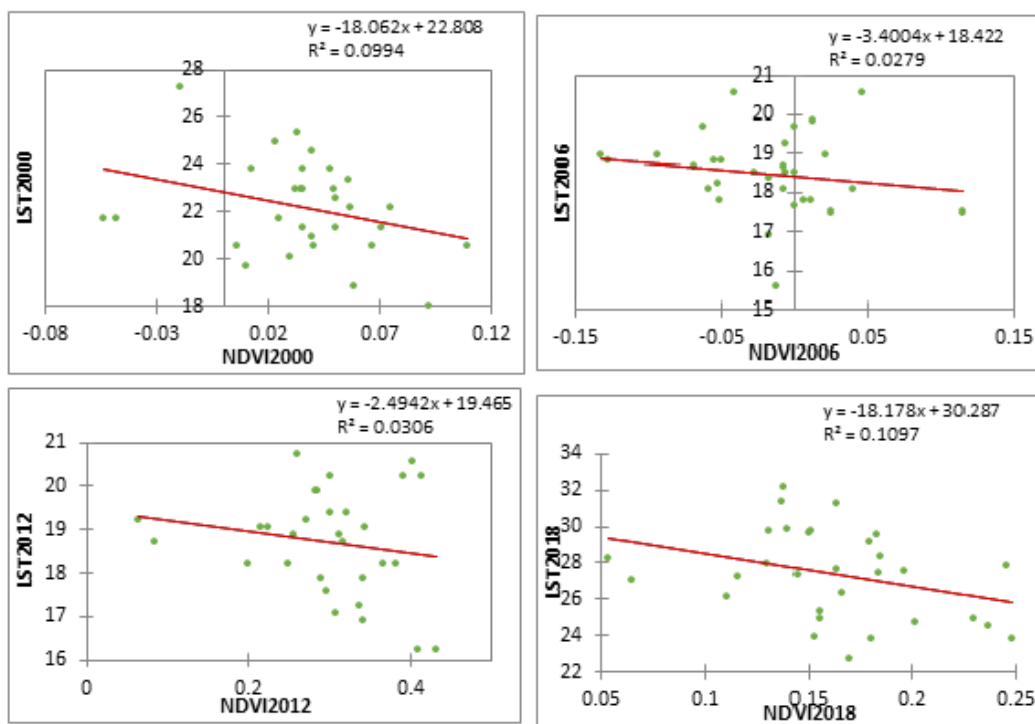 y = -18.062x + 22.808
R² = 0.0994
28
26
24
22
20
18
-0.08
-0.03
0.02
0.07
0.12
LST2000
NDVI2000
y = -3.4004x + 18.422
R² = 0.0279
21
20
19
18
17
16
15
-0.15
-0.05
0.05
0.15
LST2006
NDVI2006
y = -2.4942x + 19.465
R² = 0.0306
21
20
19
18
17
16
0
0.2
0.4
LST2012
NDVI2012
y = -18.178x + 30.287
R² = 0.1097
34
32
30
28
26
24
22
0.05
0.1
0.15
0.2
0.25
LST2018
NDVI2018